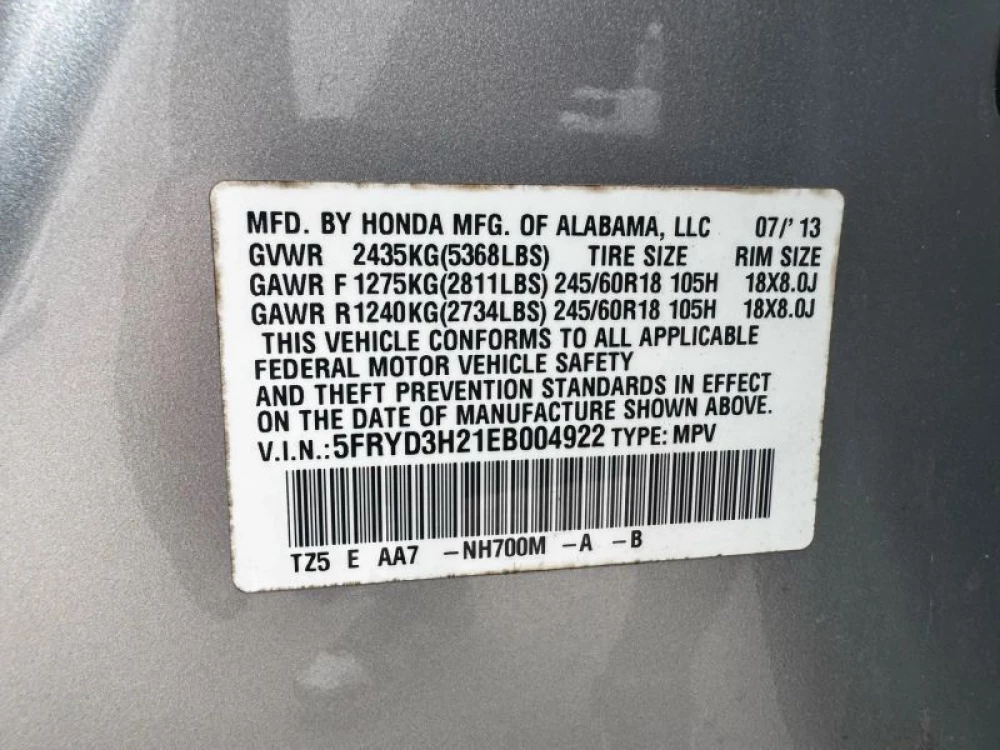 MFD. BY HONDA MFG. OF ALABAMA, LLC 07/'13
GVWR 2435KG(5368LBS) TIRE SIZE RIM SIZE
GAWR F 1275KG(2811LBS) 245/60R18 105H 18X8.0J
GAWR R1240KG(2734LBS) 245/60R18 105H 18X8.0J
THIS VEHICLE CONFORMS TO ALL APPLICABLE
FEDERAL MOTOR VEHICLE SAFETY
AND THEFT PREVENTION STANDARDS IN EFFECT
ON THE DATE OF MANUFACTURE SHOWN ABOVE.
V.I.N.:5FRYD3H21EB004922 TYPE: MPV
TZ5 E AA7 -NH700M -A -B